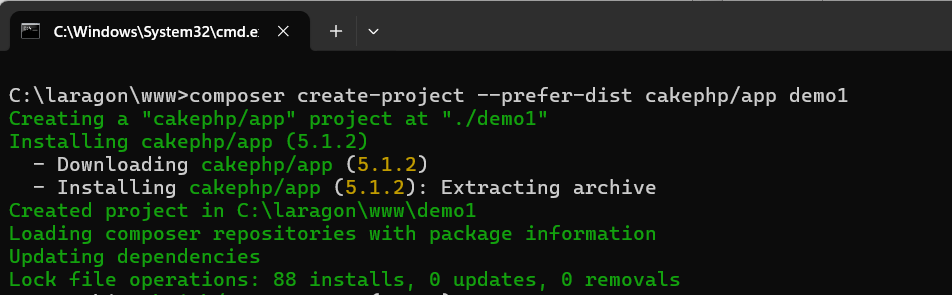 C:\Windows\System32\cmd.e
C:\laragon\www>composer create-project --prefer-dist cakephp/app demo1
Creating a "cakephp/app" project at "./demo1"
Installing cakephp/app (5.1.2)
  - Downloading cakephp/app (5.1.2)
  - Installing cakephp/app (5.1.2): Extracting archive
Created project in C:\laragon\www\demo1
Loading composer repositories with package information
Updating dependencies
Lock file operations: 88 installs, 0 updates, 0 removals